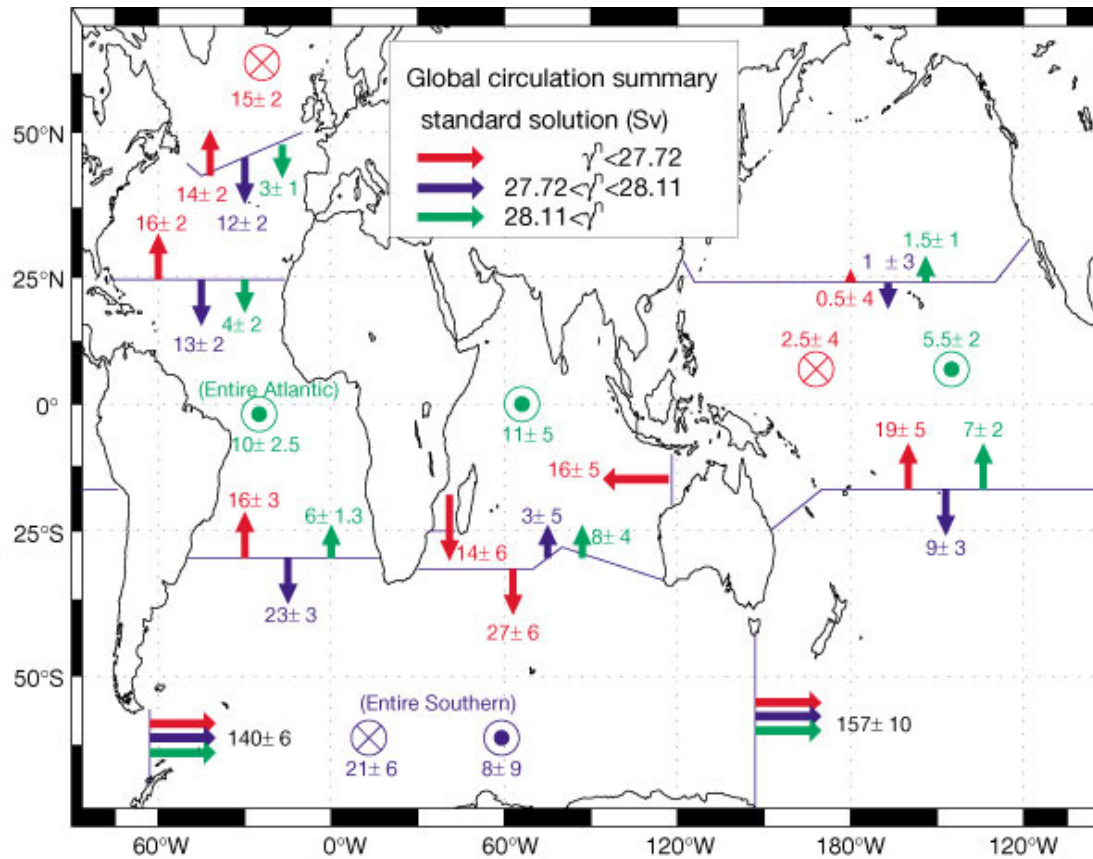 Global circulation summary
standard solution (Sv)
γⁿ<27.72
27.72<γⁿ<28.11
28.11<γⁿ
15± 2
50°N
14± 2
3± 1
12± 2
16± 2
1.5± 1
1 ± 3
25°N
0.5± 4
4± 2
13± 2
2.5± 4
5.5± 2
(Entire Atlantic)
0°
10± 2.5
11± 5
19± 5
7± 2
16± 5
16± 3
6± 1.3
3± 5
25°S
8± 4
14± 6
9± 3
23± 3
27± 6
50°S
(Entire Southern)
140± 6
157± 10
21± 6
8± 9
60°W
0°W
60°W
120°W
180°W
120°W